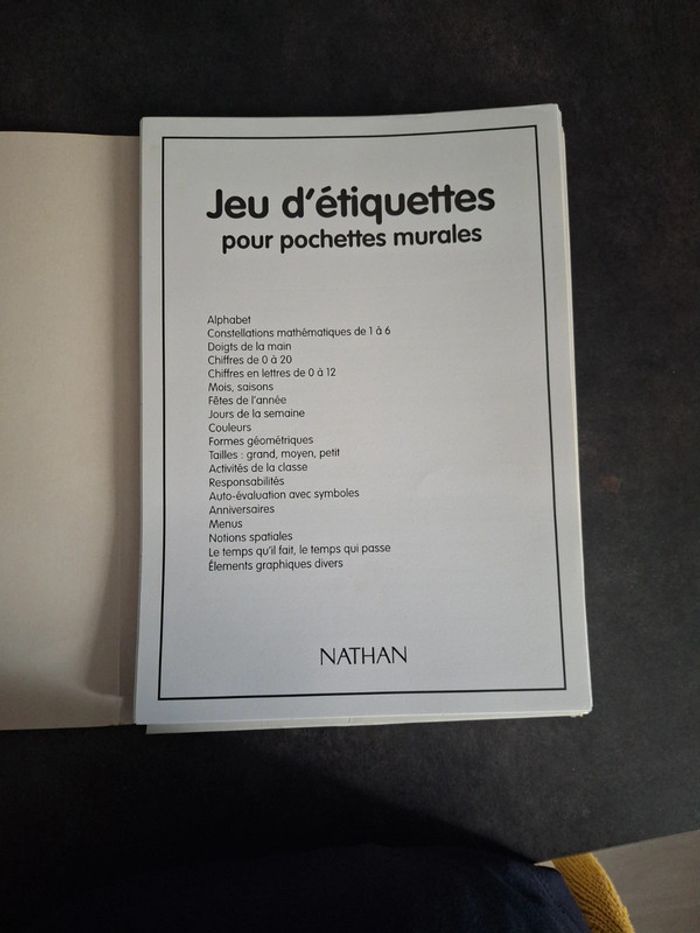 Jeu d'étiquettes
pour pochettes murales
Alphabet
Constellations mathématiques de 1 à 6
Doigts de la main
Chiffres de 0 à 20
Chiffres en lettres de 0 à 12
Mois, saisons
Fêtes de l'année
Jours de la semaine
Couleurs
Formes géométriques
Tailles : grand, moyen, petit
Activités de la classe
Responsabilités
Auto-évaluation avec symboles
Anniversaires
Menus
Notions spatiales
Le temps qu'il fait, le temps qui passe
Élements graphiques divers
NATHAN